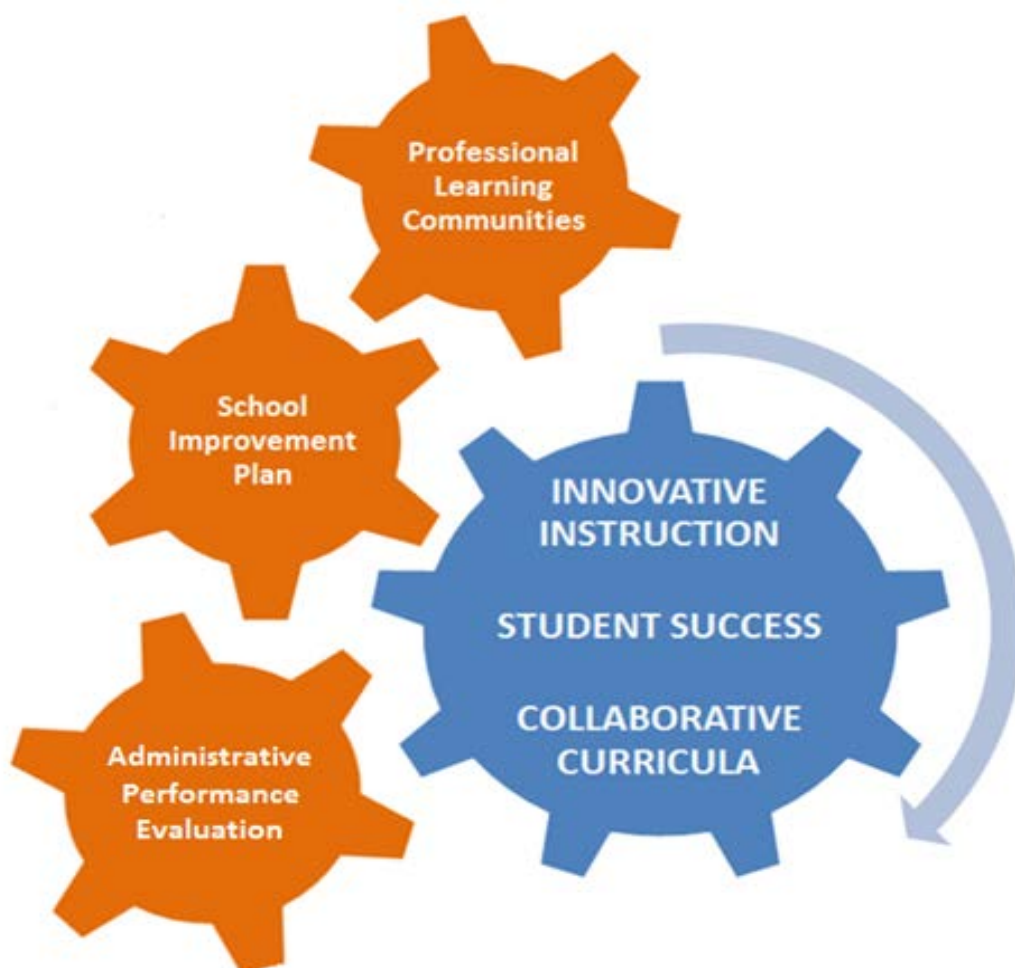 Professional
Learning
Communities
School
Improvement
Plan
INNOVATIVE
INSTRUCTION
STUDENT SUCCESS
COLLABORATIVE
CURRICULA
Administrative
Performance
Evaluation